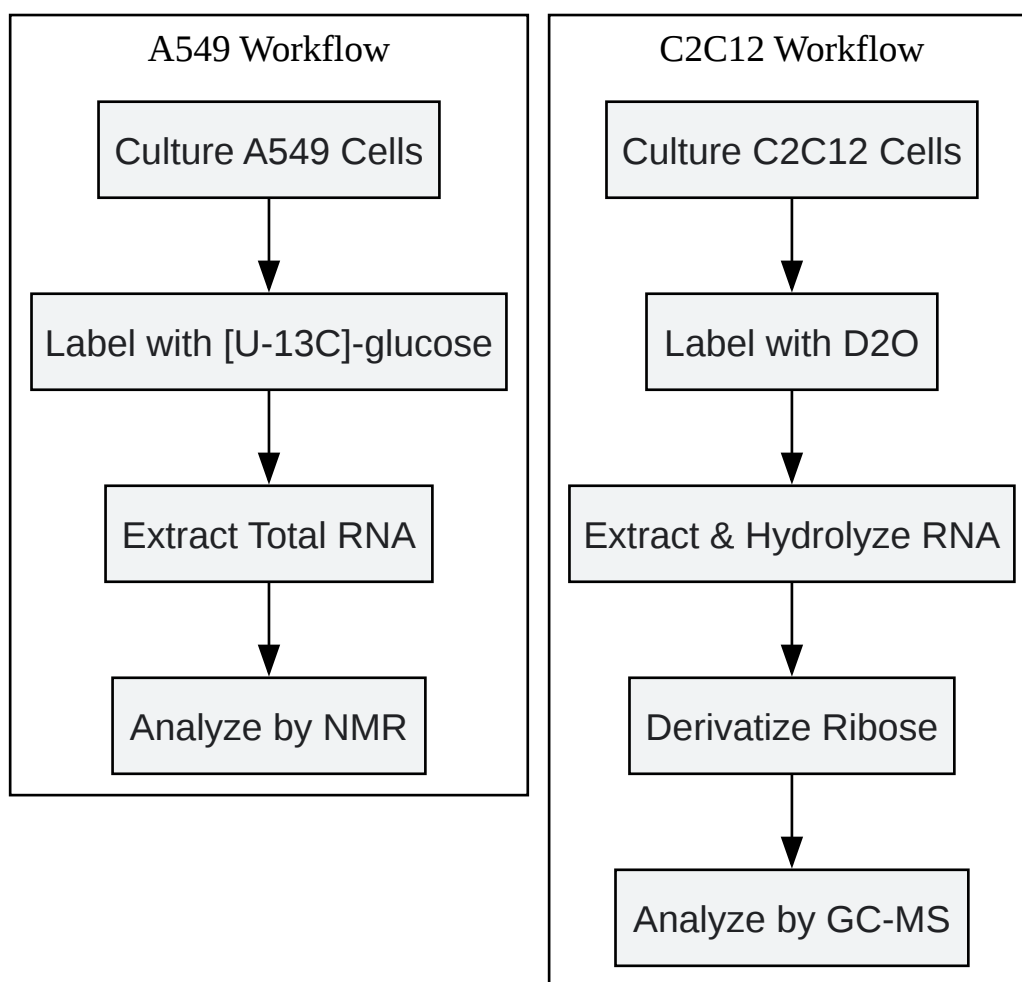 A549 Workflow
Culture A549 Cells
Label with [U-13C]-glucose
Extract Total RNA
Analyze by NMR
C2C12 Workflow
Culture C2C12 Cells
Label with D2O
Extract & Hydrolyze RNA
Derivatize Ribose
Analyze by GC-MS